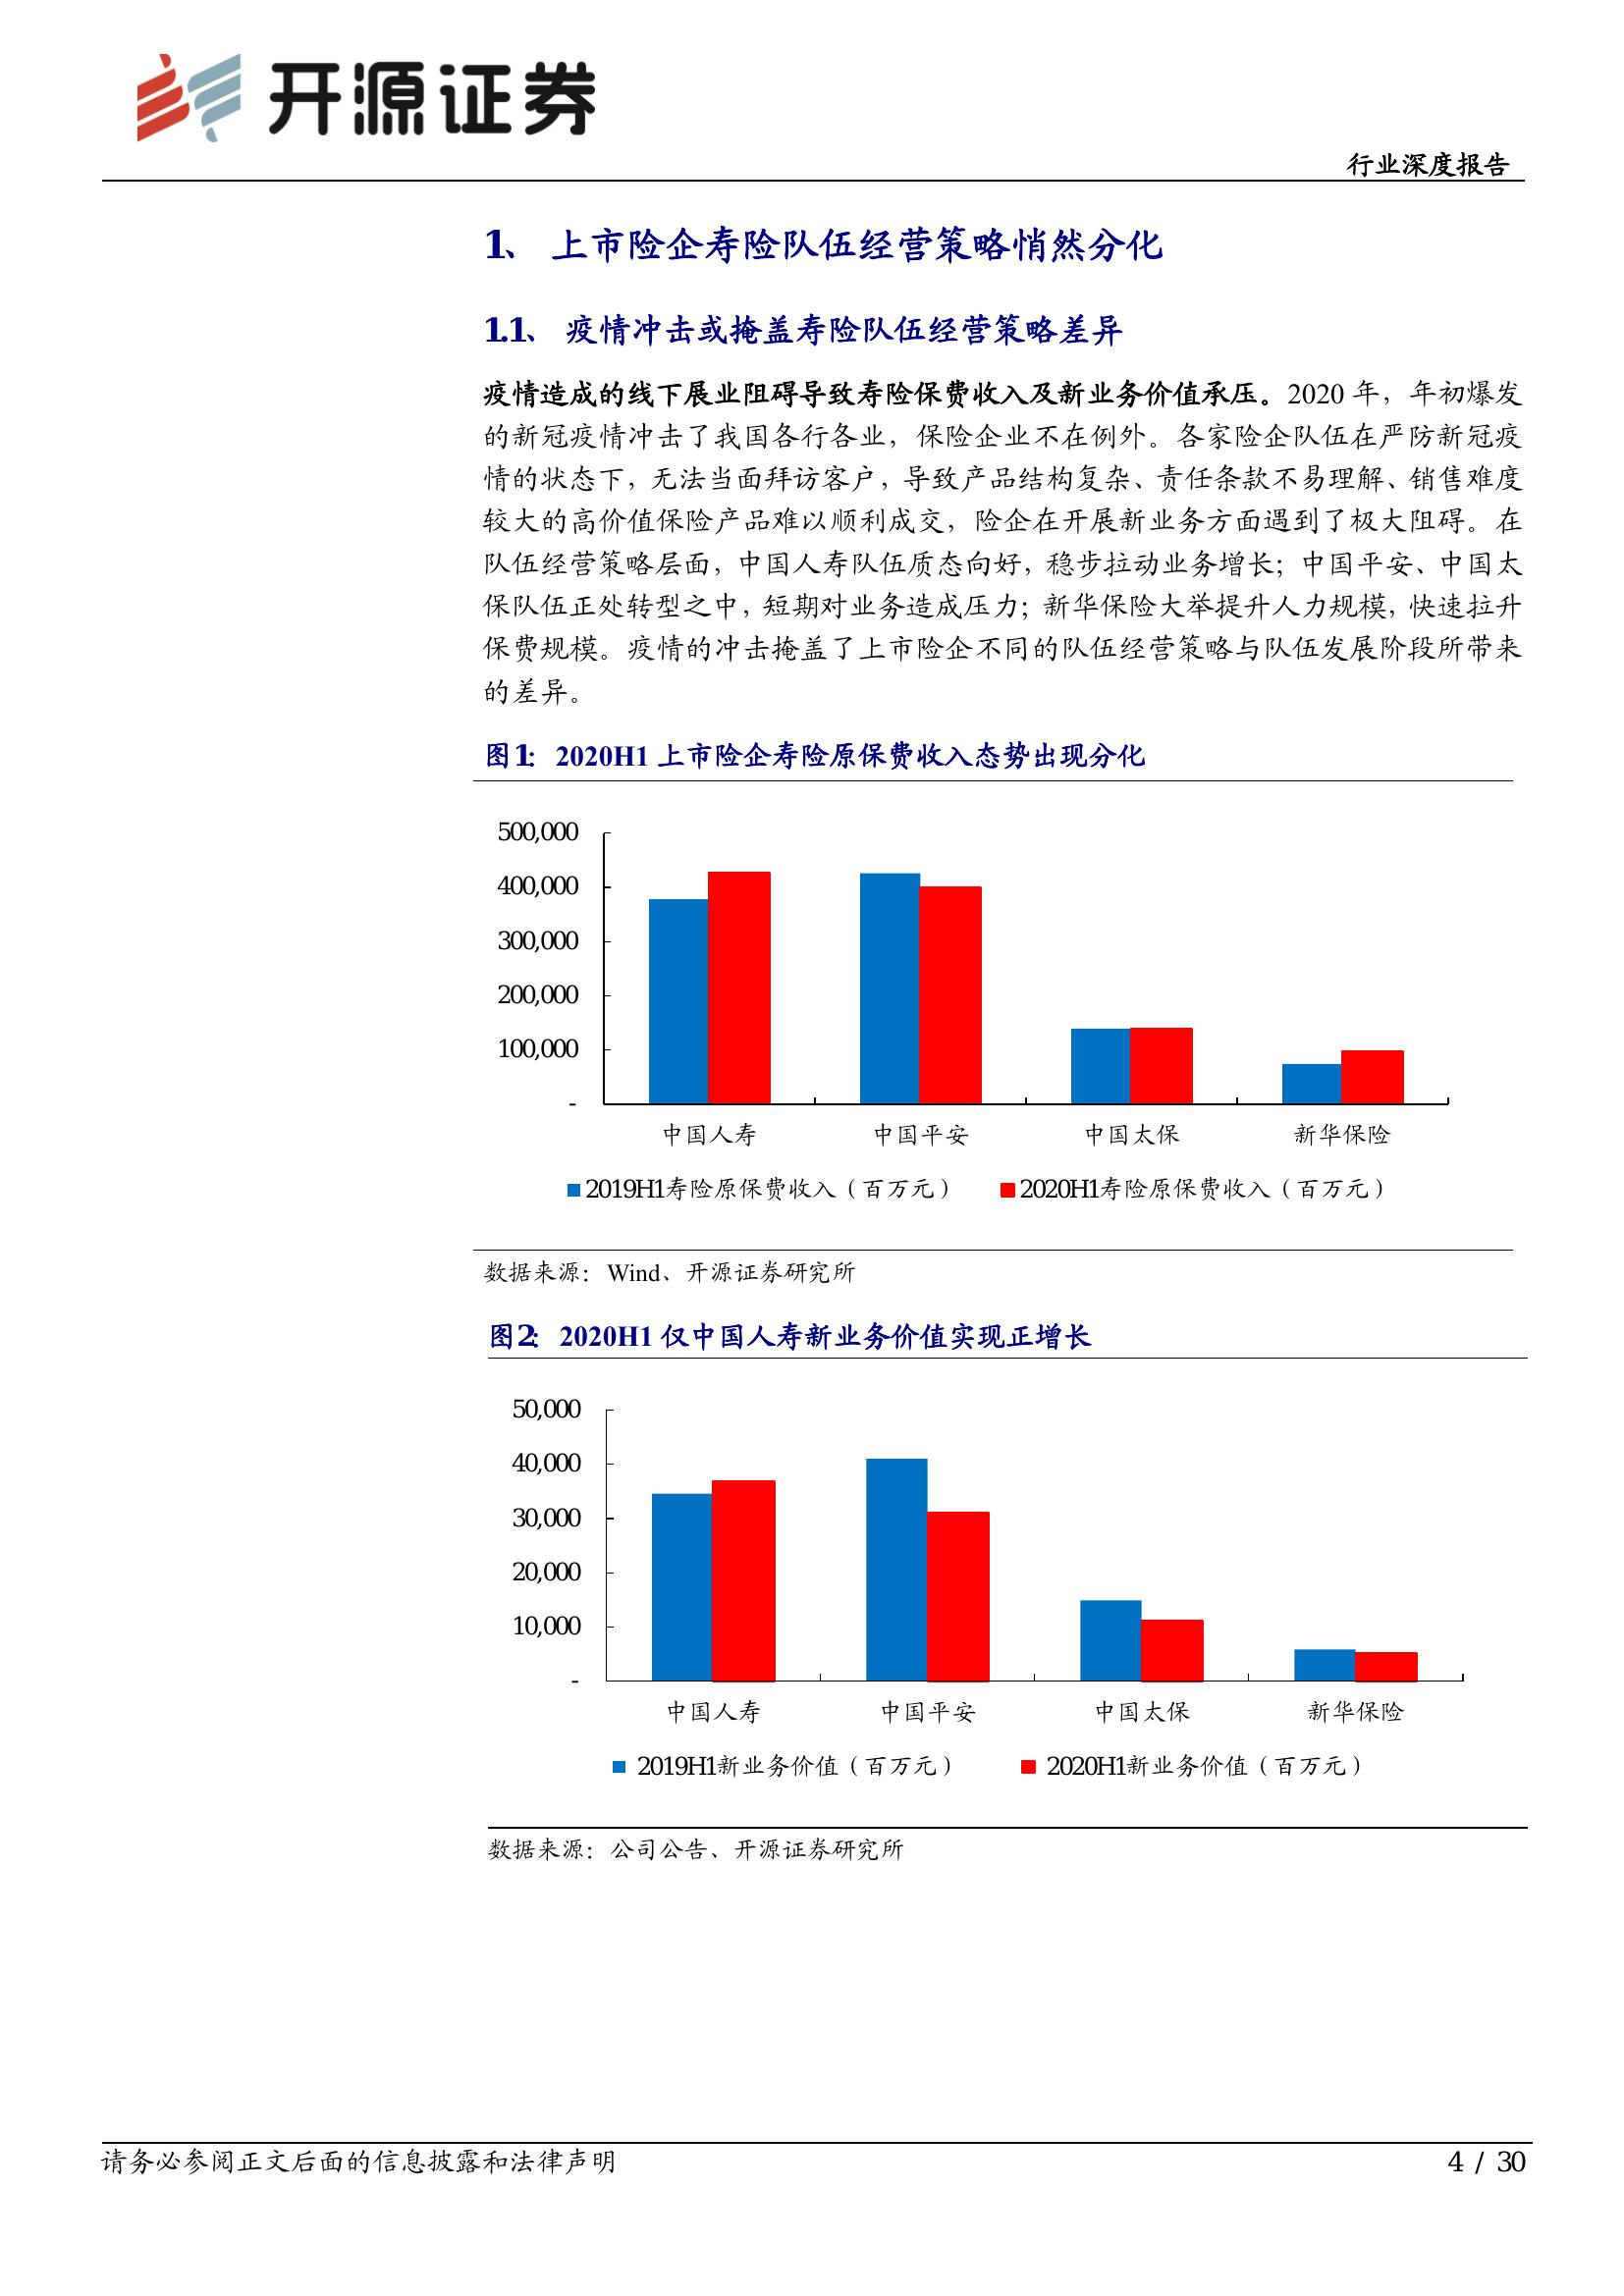 开源证券
行业深度报告
1、 上市险企寿险队伍经营策略悄然分化
1.1、 疫情冲击或掩盖寿险队伍经营策略差异
疫情造成的线下展业阻碍导致寿险保费收入及新业务价值承压。2020 年，年初爆发
的新冠疫情冲击了我国各行各业，保险企业不在例外。各家险企队伍在严防新冠疫
情的状态下，无法当面拜访客户，导致产品结构复杂、责任条款不易理解、销售难度
较大的高价值保险产品难以顺利成交，险企在开展新业务方面遇到了极大阻碍。在
队伍经营策略层面，中国人寿队伍质态向好，稳步拉动业务增长；中国平安、中国太
保队伍正处转型之中，短期对业务造成压力；新华保险大举提升人力规模，快速拉升
保费规模。疫情的冲击掩盖了上市险企不同的队伍经营策略与队伍发展阶段所带来
的差异。
图1： 2020H1 上市险企寿险原保费收入态势出现分化
500,000
400,000
300,000
200,000
100,000
-
中国人寿 中国平安 中国太保 新华保险
2019H1寿险原保费收入（百万元） 2020H1寿险原保费收入（百万元）
数据来源：Wind、开源证券研究所
图2： 2020H1 仅中国人寿新业务价值实现正增长
50,000
40,000
30,000
20,000
10,000
-
中国人寿 中国平安 中国太保 新华保险
2019H1新业务价值（百万元） 2020H1新业务价值（百万元）
数据来源：公司公告、开源证券研究所
请务必参阅正文后面的信息披露和法律声明 4 / 30